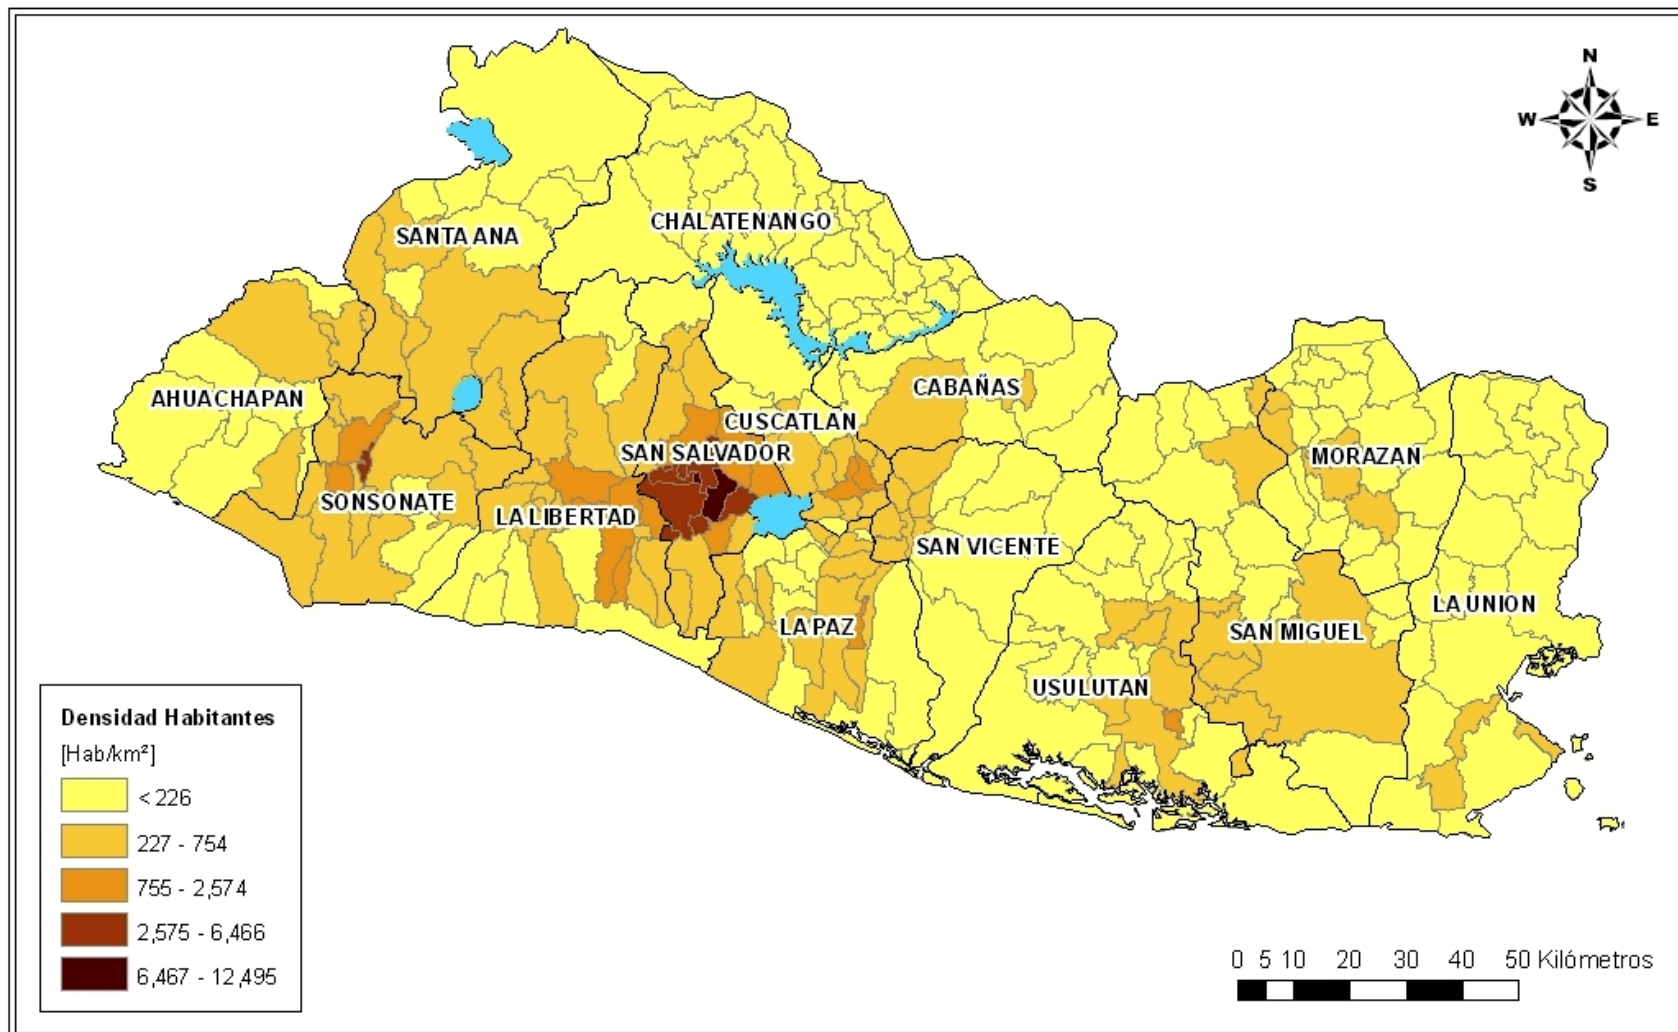 N
W E
S
CHALATENANGO
SANTA ANA
CABAÑAS
AHUACHAPAN
CUSCATLAN
SAN SALVADOR
MORAZAN
SONSONATE
LA LIBERTAD
SAN VICENTE
LA UNION
LA PAZ
SAN MIGUEL
USULUTAN
Densidad Habitantes
[Hab/km²]
< 226
227 - 754
755 - 2,574
2,575 - 6,466
6,467 - 12,495
0 5 10 20 30 40 50 Kilómetros